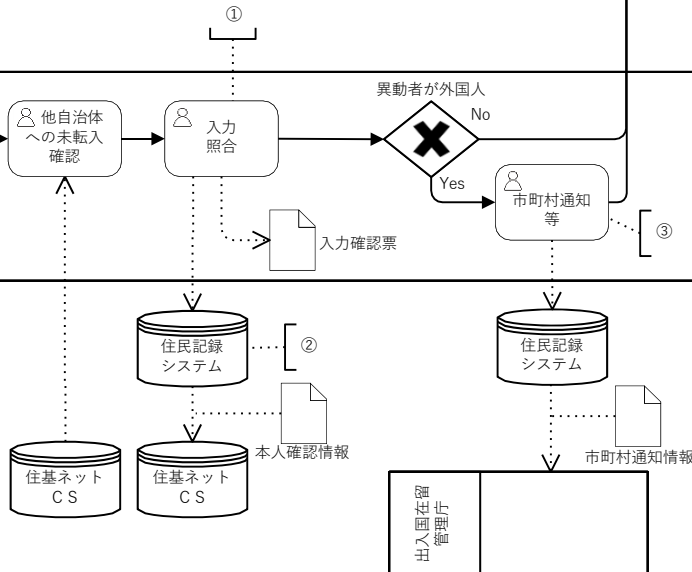 ①
異動者が外国人
他自治体
への未転入
確認
入力
照合
No
Yes
市町村通知
等
③
入力確認票
住民記録
システム
②
住民記録
システム
本人確認情報
市町村通知情報
住基ネット
CS
住基ネット
CS
出入国在留
管理庁